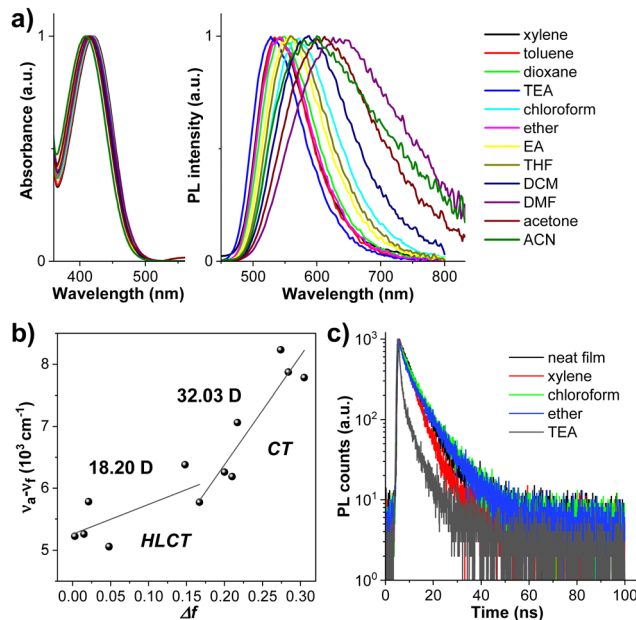 a)
1
0
Absorbance (a.u.)
400 500
Wavelength (nm)
1
0
PL intensity (a.u.)
500 600 700 800
Wavelength (nm)
xylene
toluene
dioxane
TEA
chloroform
ether
EA
THF
DCM
DMF
acetone
ACN
b)
8
7
6
5
νa-νf (10³ cm⁻¹)
32.03 D
CT
18.20 D
HLCT
0.00 0.05 0.10 0.15 0.20 0.25 0.30
Δf
c)
10³
10²
10¹
10⁰
PL counts (a.u.)
neat film
xylene
chloroform
ether
TEA
0 20 40 60 80 100
Time (ns)